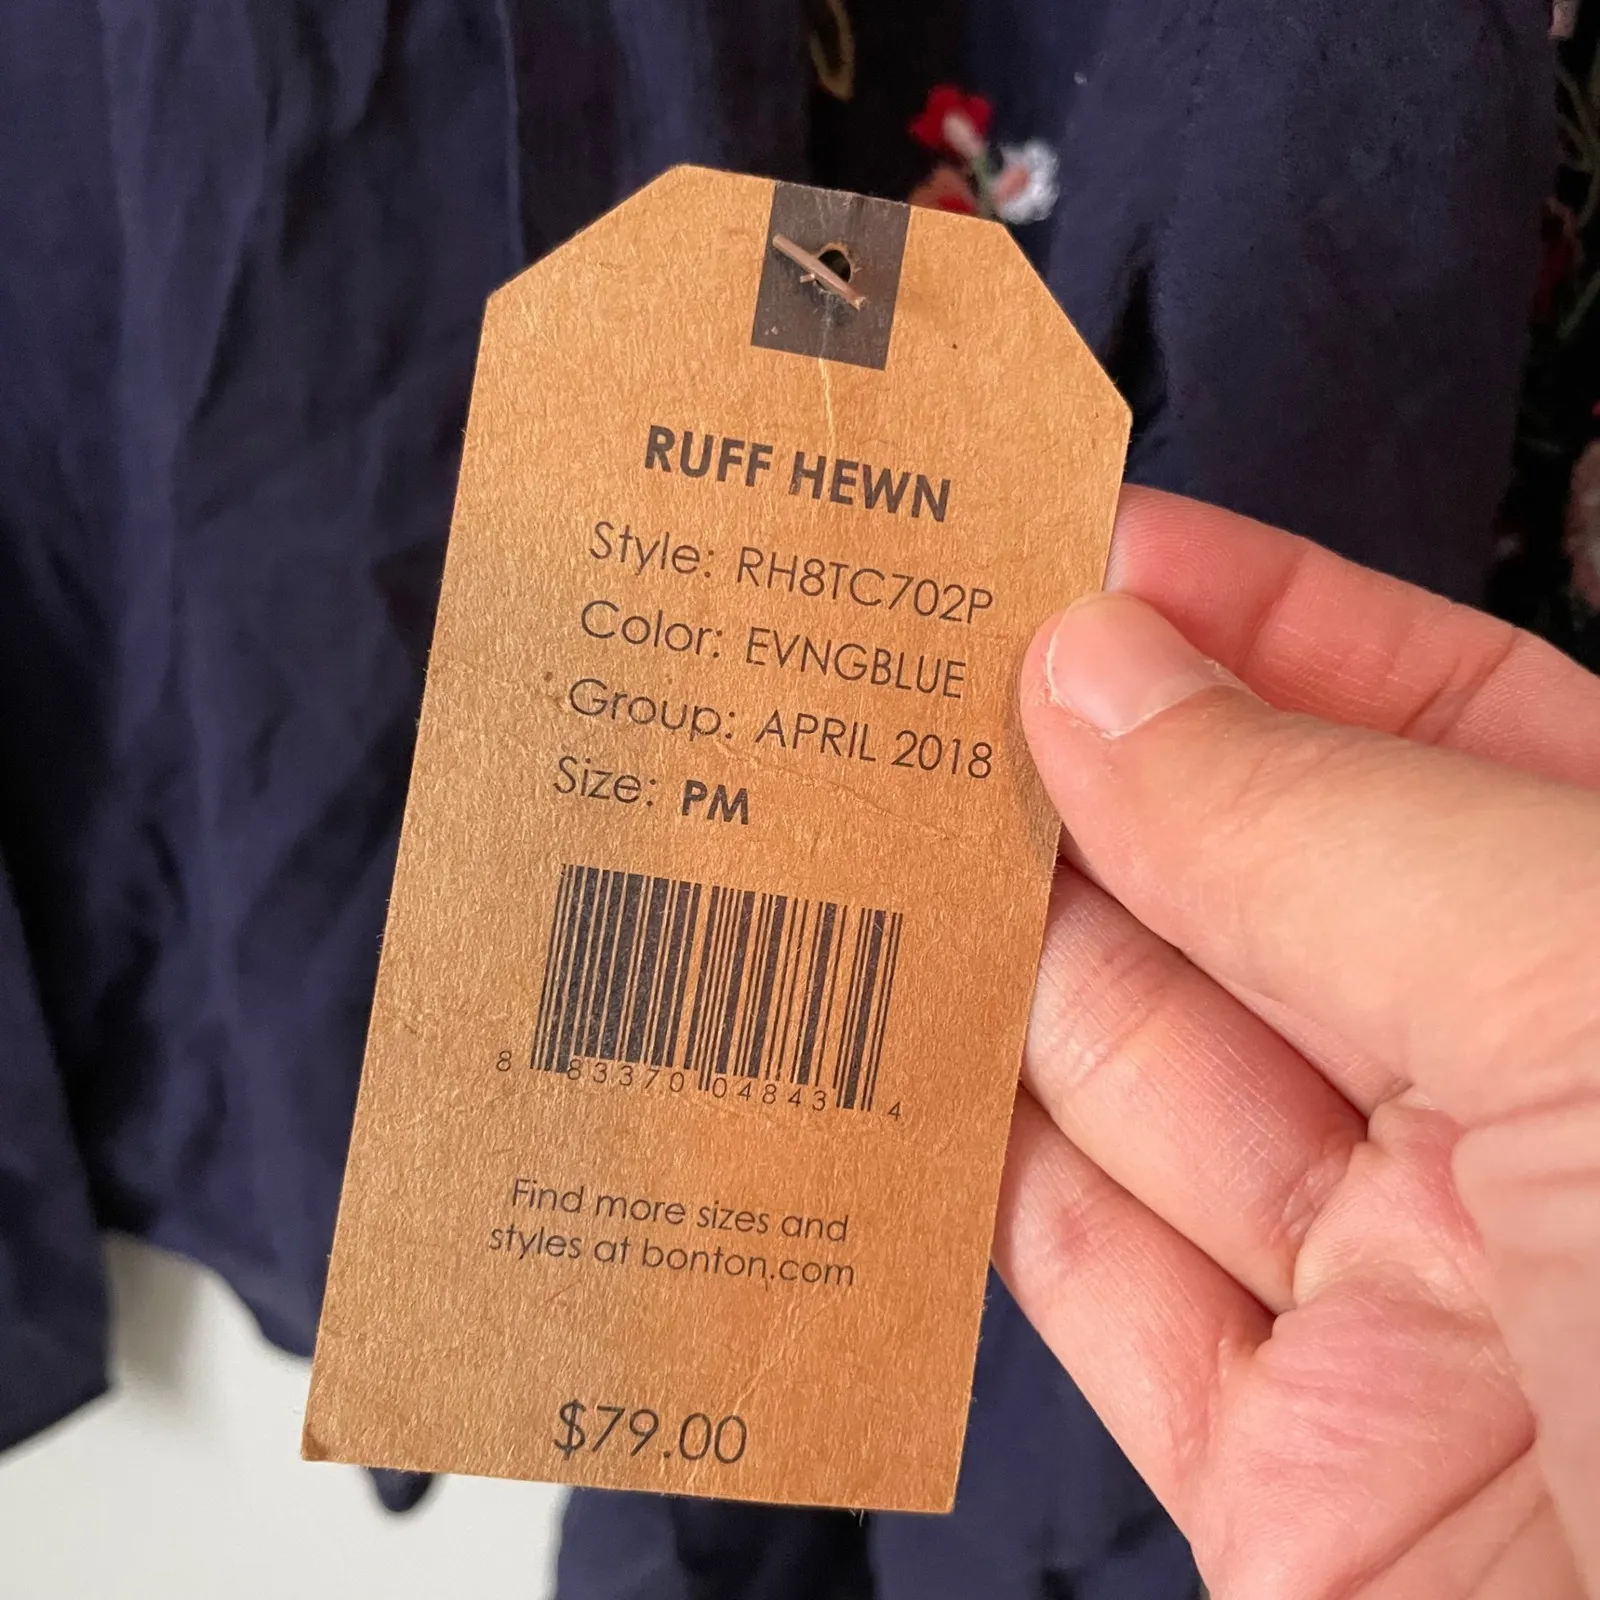 RUFF HEWN
Style: RH8TC702P
Color: EVNGBLUE
Group: APRIL 2018
Size: PM
8 83370 04843 4
Find more sizes and
styles at bonton.com
$79.00